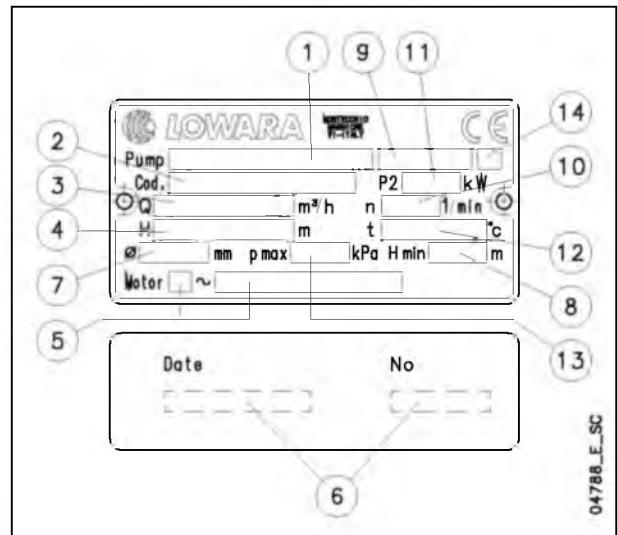 1 9 11
14
LOWARA CE
2
Pump
10
Cod. P2 kW
3
Q m³/h n 1/min
4
H m t °c
12
ø mm p max kPa H min m
7
8
Motor ~
5
13
Date No
6
04788_E_SC